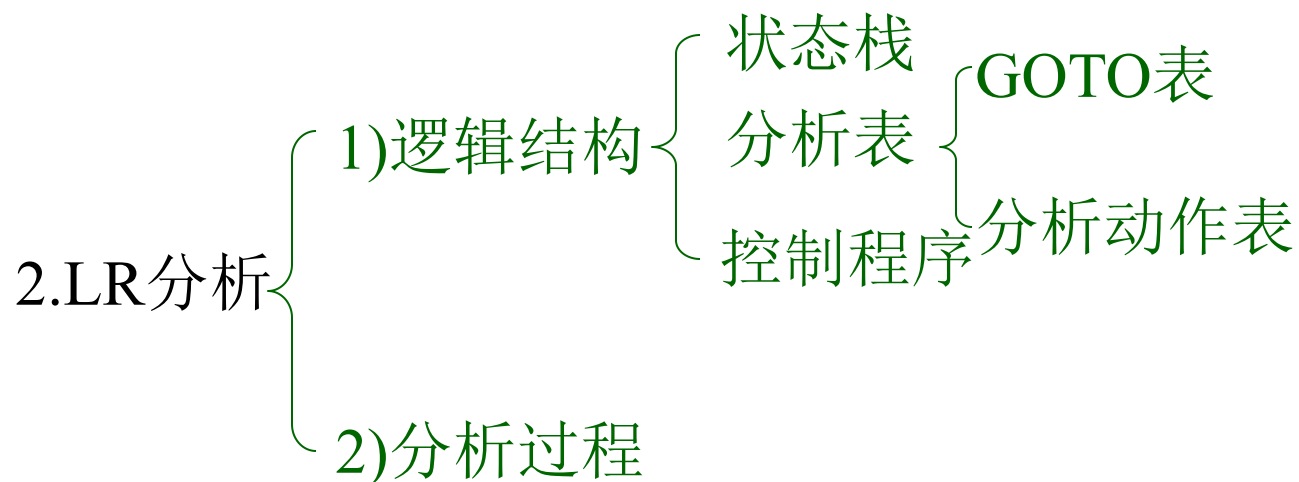 2.LR分析
1)逻辑结构
状态栈
分析表
GOTO表
分析动作表
控制程序
2)分析过程